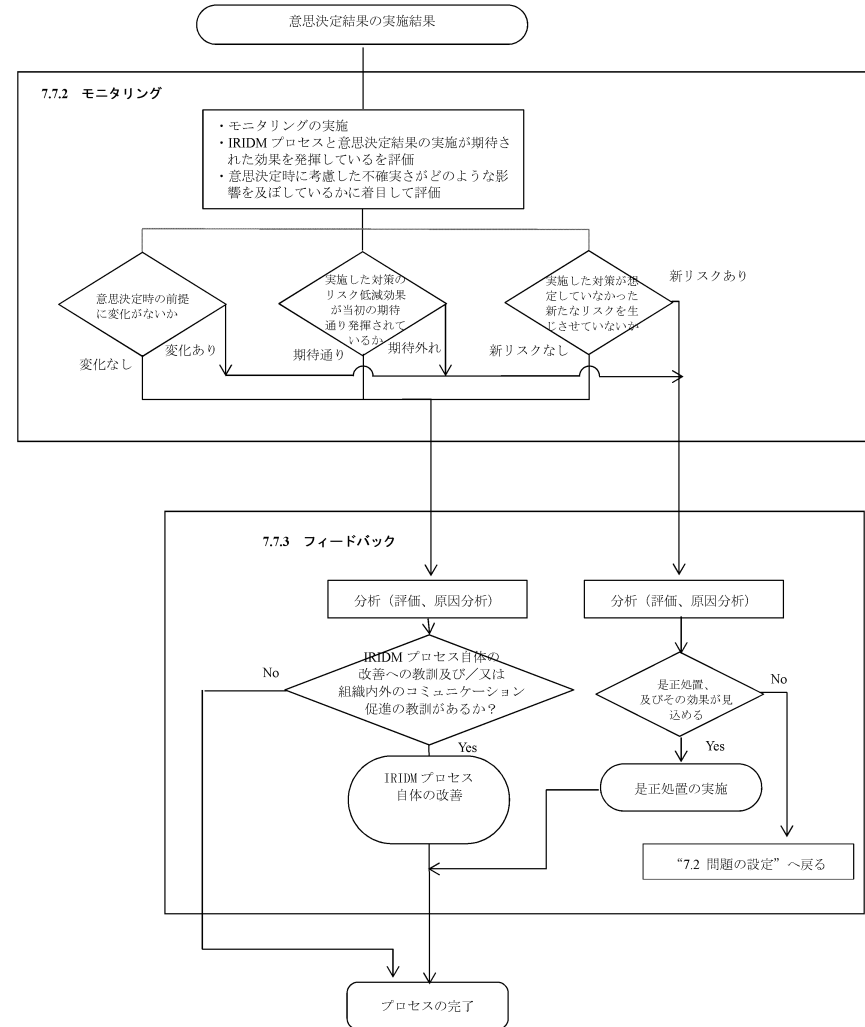 意思決定結果の実施結果
7.7.2 モニタリング
・モニタリングの実施
・IRIDM プロセスと意思決定結果の実施が期待さ
れた効果を発揮しているを評価
・意思決定時に考慮した不確実さがどのような影
響を及ぼしているかに着目して評価
意思決定時の前提
に変化がないか
実施した対策の
リスク低減効果
が当初の期待
通り発揮されて
いるか
実施した対策が想
定していなかった
新たなリスクを生
じさせていないか
新リスクあり
変化なし
変化あり
期待通り
期待外れ
新リスクなし
7.7.3 フィードバック
分析（評価、原因分析）
分析（評価、原因分析）
IRIDM プロセス自体の
改善への教訓及び／又は
組織内外のコミュニケーション
促進の教訓があるか？
No
Yes
是正処置、
及びその効果が見
込める
No
Yes
IRIDM プロセス
自体の改善
是正処置の実施
“7.2 問題の設定”へ戻る
プロセスの完了